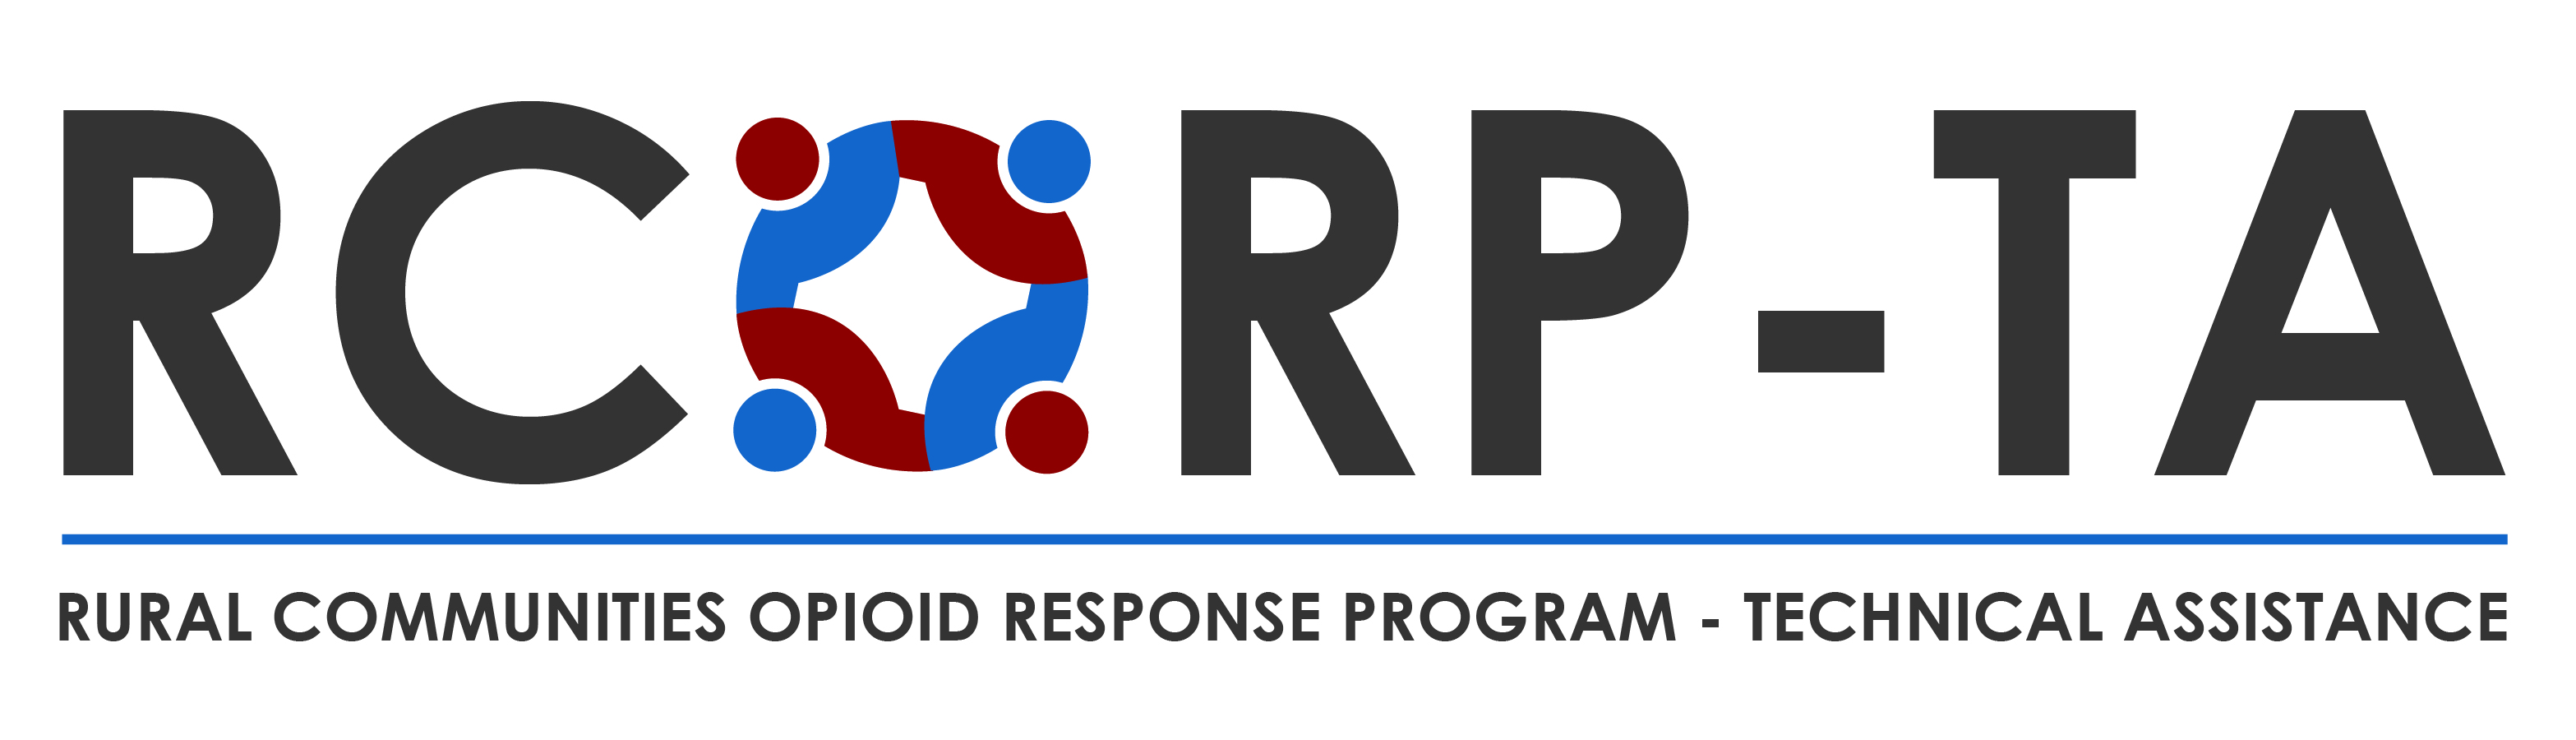 RCORP-TA
RURAL COMMUNITIES OPIOID RESPONSE PROGRAM - TECHNICAL ASSISTANCE